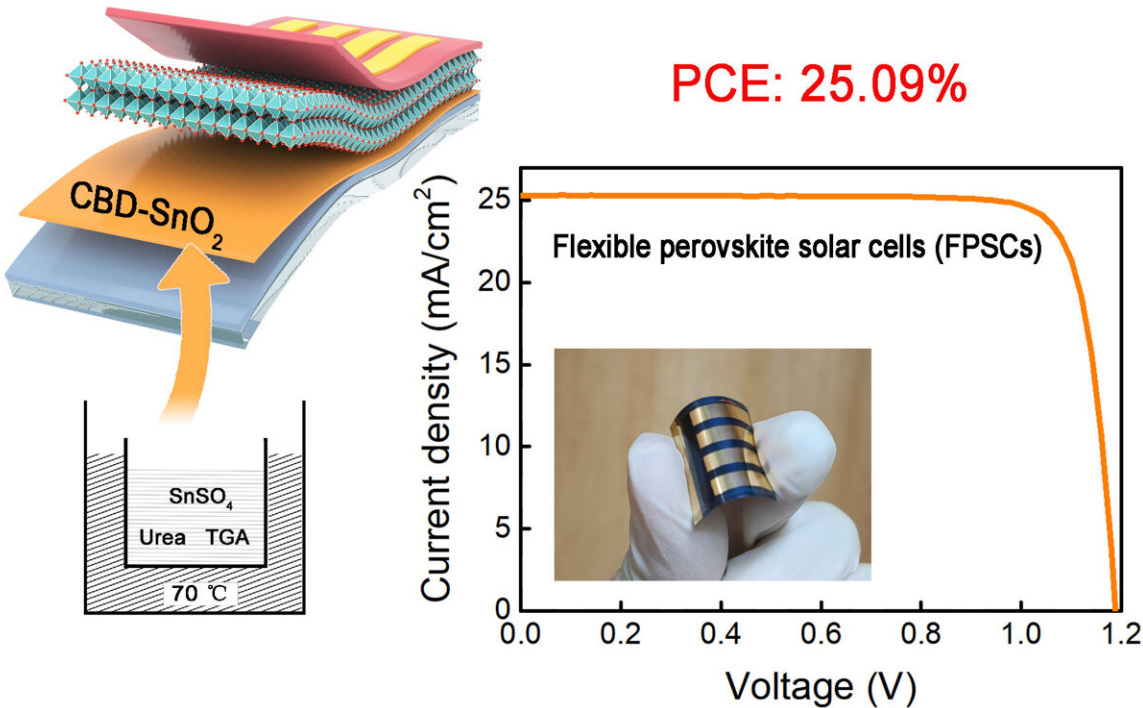 PCE: 25.09%
CBD-SnO₂
SnSO₄
Urea TGA
70 ℃
Current density (mA/cm²)
25
20
15
10
5
0
Flexible perovskite solar cells (FPSCs)
0.0 0.2 0.4 0.6 0.8 1.0 1.2
Voltage (V)